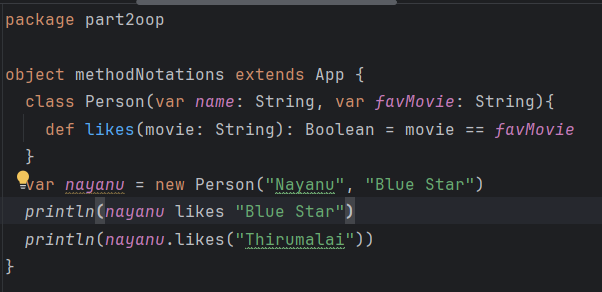 package part2oop
object methodNotations extends App {
class Person(var name: String, var favMovie: String){
def likes(movie: String): Boolean = movie == favMovie
}
var nayanu = new Person("Nayanu", "Blue Star")
println(nayanu likes "Blue Star")
println(nayanu.likes("Thirumalai"))
}